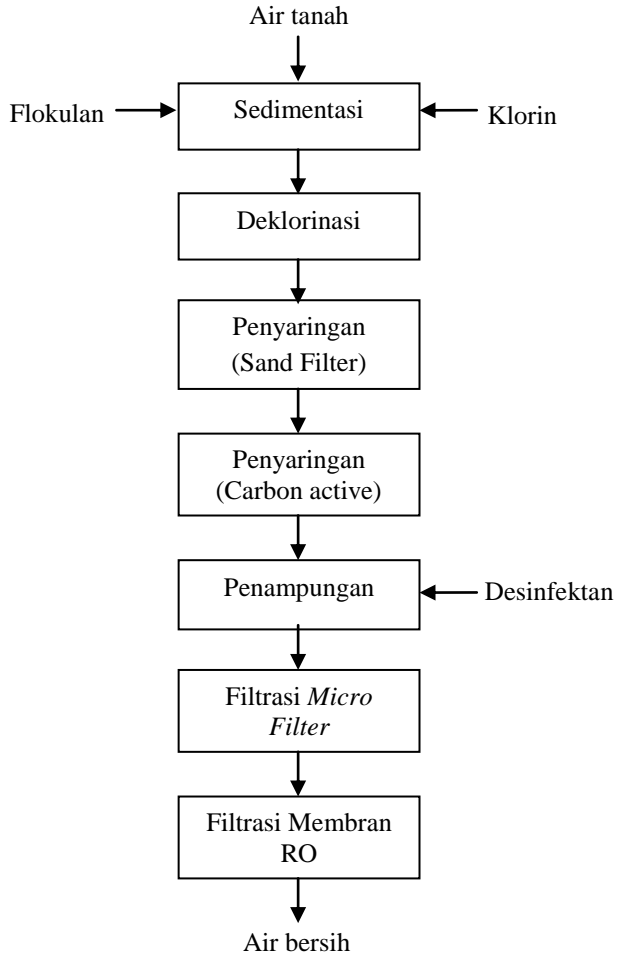 Air tanah
Flokulan
Sedimentasi
Klorin
Deklorinasi
Penyaringan
(Sand Filter)
Penyaringan
(Carbon active)
Penampungan
Desinfektan
Filtrasi Micro
Filter
Filtrasi Membran
RO
Air bersih